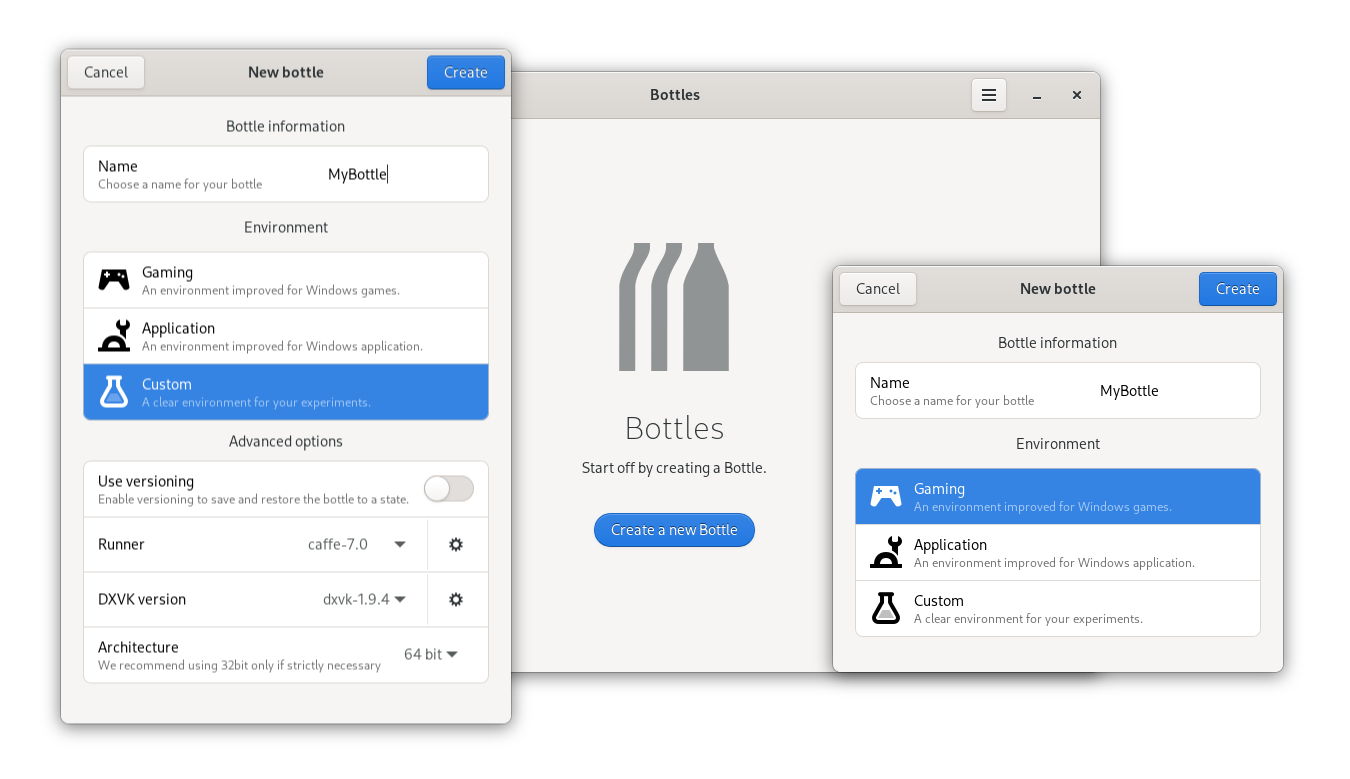 Cancel
New bottle
Create
Bottle information
Name
Choose a name for your bottle
MyBottle
Environment
Gaming
An environment improved for Windows games.
Application
An environment improved for Windows application.
Custom
A clear environment for your experiments.
Advanced options
Use versioning
Enable versioning to save and restore the bottle to a state.
Runner
caffe-7.0
DXVK version
dxvk-1.9.4
Architecture
We recommend using 32bit only if strictly necessary
64 bit
Bottles
Bottles
Start off by creating a Bottle.
Create a new Bottle
Cancel
New bottle
Create
Bottle information
Name
Choose a name for your bottle
MyBottle
Environment
Gaming
An environment improved for Windows games.
Application
An environment improved for Windows application.
Custom
A clear environment for your experiments.